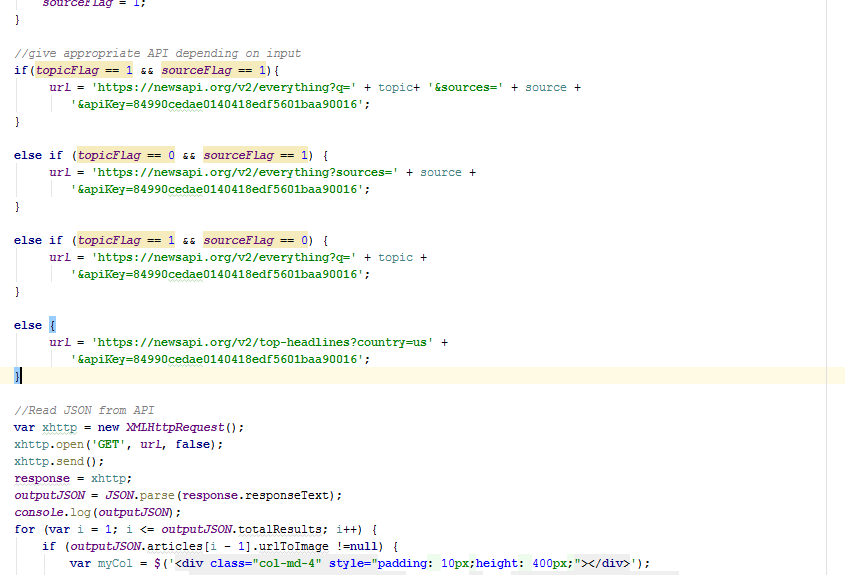 sourceFlag = 1;
}
//give appropriate API depending on input
if(topicFlag == 1 && sourceFlag == 1){
url = 'https://newsapi.org/v2/everything?q=' + topic+ '&sources=' + source +
'&apiKey=84990cedae0140418edf5601baa90016';
}
else if (topicFlag == 0 && sourceFlag == 1) {
url = 'https://newsapi.org/v2/everything?sources=' + source +
'&apiKey=84990cedae0140418edf5601baa90016';
}
else if (topicFlag == 1 && sourceFlag == 0) {
url = 'https://newsapi.org/v2/everything?q=' + topic +
'&apiKey=84990cedae0140418edf5601baa90016';
}
else {
url = 'https://newsapi.org/v2/top-headlines?country=us' +
'&apiKey=84990cedae0140418edf5601baa90016';
}
//Read JSON from API
var xhttp = new XMLHttpRequest();
xhttp.open('GET', url, false);
xhttp.send();
response = xhttp;
outputJSON = JSON.parse(response.responseText);
console.log(outputJSON);
for (var i = 1; i <= outputJSON.totalResults; i++) {
if (outputJSON.articles[i - 1].urlToImage !=null) {
var myCol = $('<div class="col-md-4" style="padding: 10px;height: 400px;"></div>');